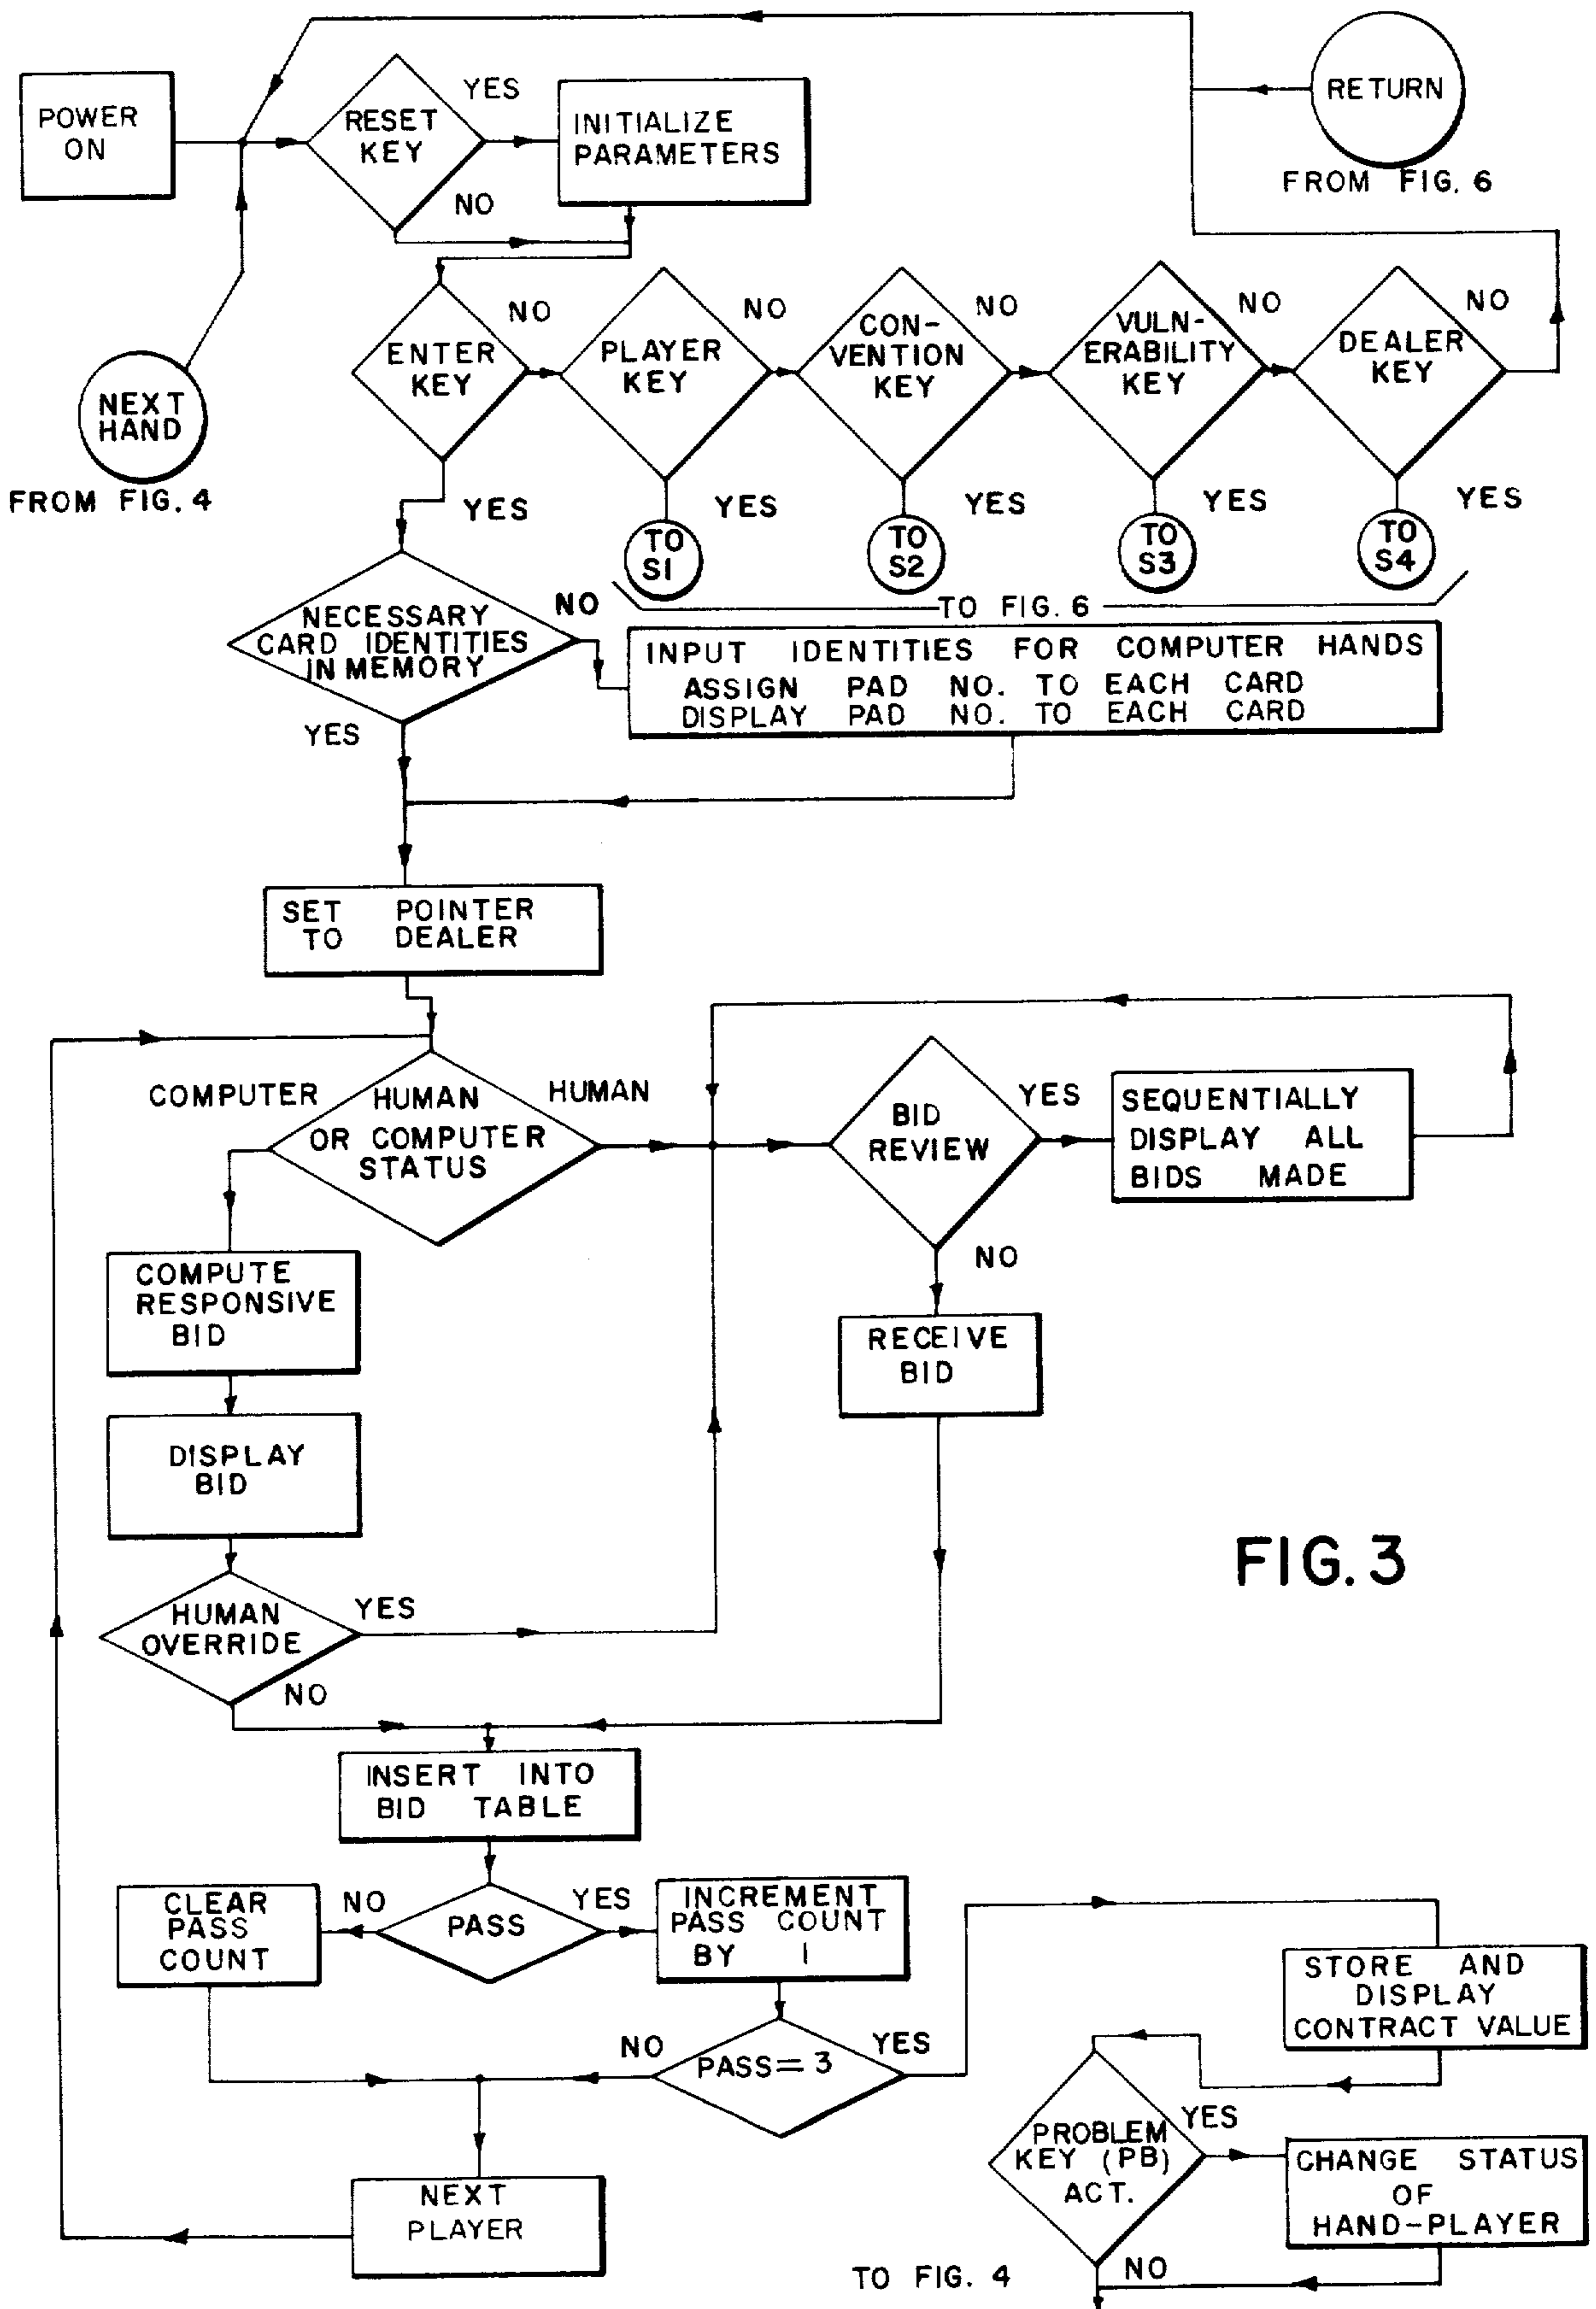 RETURN
FROM FIG. 6
POWER
ON
RESET
KEY
YES
NO
INITIALIZE
PARAMETERS
NEXT
HAND
FROM FIG. 4
ENTER
KEY
NO
YES
PLAYER
KEY
NO
YES
CON-
VENTION
KEY
NO
YES
VULN-
ERABILITY
KEY
NO
YES
DEALER
KEY
NO
YES
TO
S1
TO
S2
TO
S3
TO
S4
TO FIG. 6
NECESSARY
CARD IDENTITIES
IN MEMORY
NO
YES
INPUT IDENTITIES FOR COMPUTER HANDS
ASSIGN PAD NO. TO EACH CARD
DISPLAY PAD NO. TO EACH CARD
SET POINTER
TO DEALER
COMPUTER
HUMAN
OR COMPUTER
STATUS
HUMAN
BID
REVIEW
YES
NO
SEQUENTIALLY
DISPLAY ALL
BIDS MADE
COMPUTE
RESPONSIVE
BID
RECEIVE
BID
DISPLAY
BID
HUMAN
OVERRIDE
YES
NO
FIG. 3
INSERT INTO
BID TABLE
CLEAR
PASS
COUNT
NO
PASS
YES
INCREMENT
PASS COUNT
BY 1
NO
PASS = 3
YES
STORE AND
DISPLAY
CONTRACT VALUE
PROBLEM
KEY (PB)
ACT.
YES
NO
CHANGE STATUS
OF
HAND-PLAYER
NEXT
PLAYER
TO FIG. 4